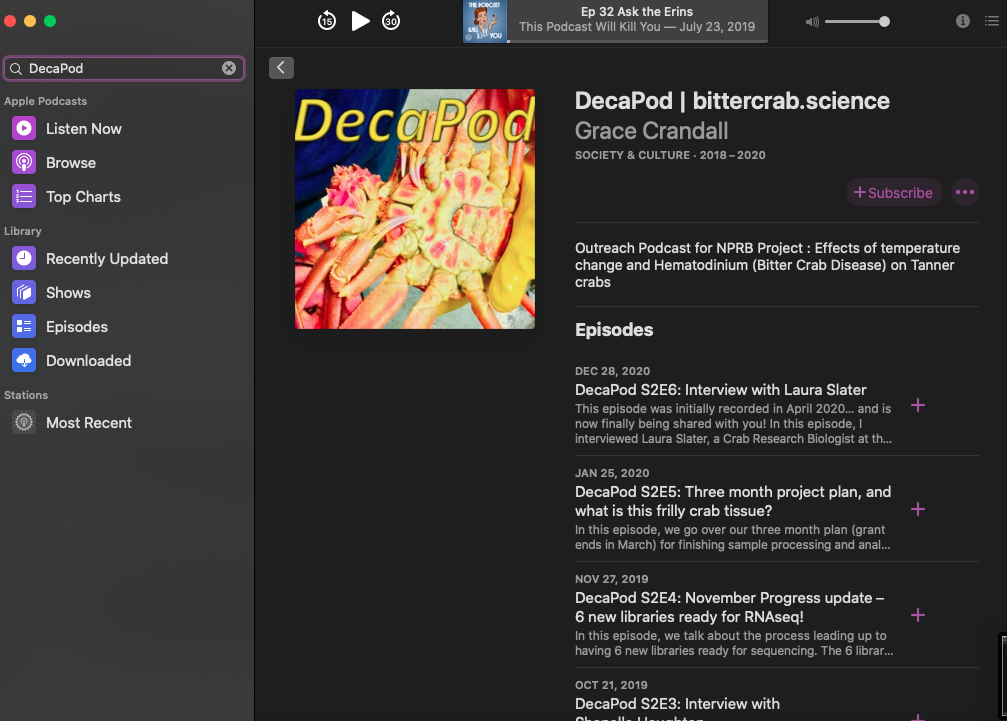 15
30
THIS PODCAST
WILL KILL YOU
Ep 32 Ask the Erins
This Podcast Will Kill You — July 23, 2019
DecaPod
Apple Podcasts
Listen Now
Browse
Top Charts
Library
Recently Updated
Shows
Episodes
Downloaded
Stations
Most Recent
DecaPod
DecaPod | bittercrab.science
Grace Crandall
SOCIETY & CULTURE · 2018–2020
+Subscribe
Outreach Podcast for NPRB Project : Effects of temperature
change and Hematodinium (Bitter Crab Disease) on Tanner
crabs
Episodes
DEC 28, 2020
DecaPod S2E6: Interview with Laura Slater
This episode was initially recorded in April 2020... and is
now finally being shared with you! In this episode, I
interviewed Laura Slater, a Crab Research Biologist at th...
JAN 25, 2020
DecaPod S2E5: Three month project plan, and
what is this frilly crab tissue?
In this episode, we go over our three month plan (grant
ends in March) for finishing sample processing and anal...
NOV 27, 2019
DecaPod S2E4: November Progress update –
6 new libraries ready for RNAseq!
In this episode, we talk about the process leading up to
having 6 new libraries ready for sequencing. The 6 librar...
OCT 21, 2019
DecaPod S2E3: Interview with